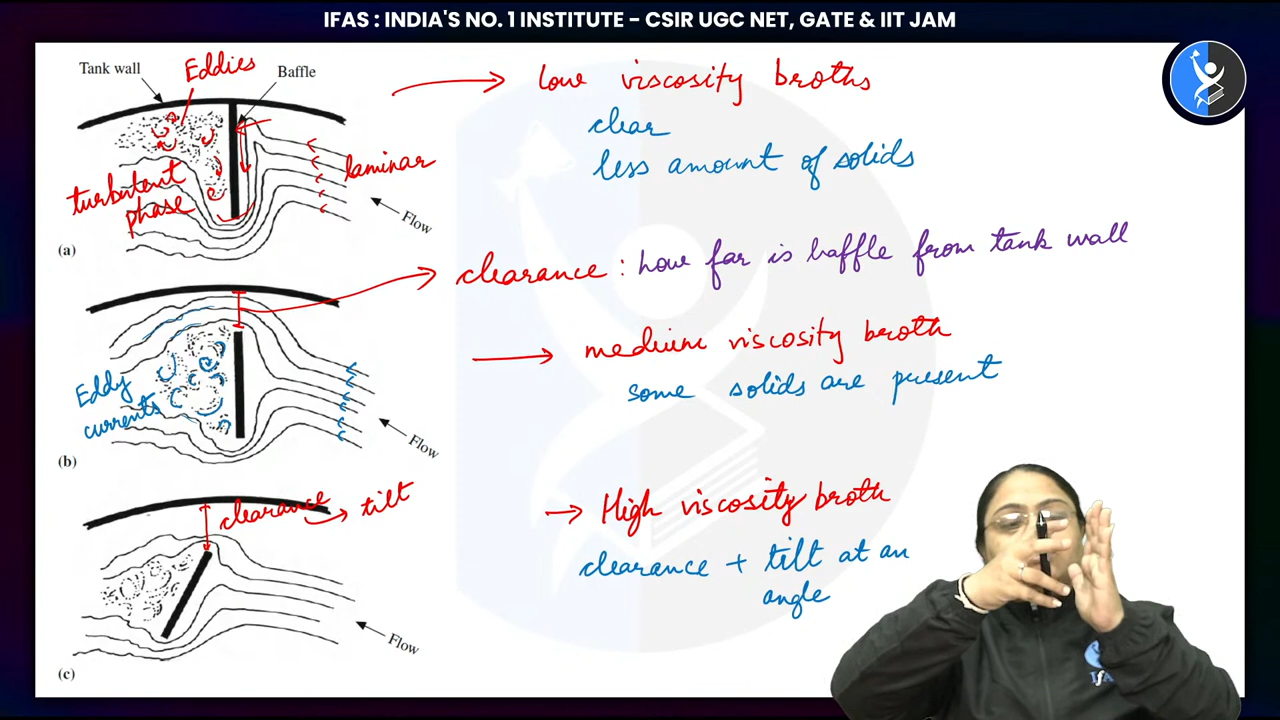 IFAS : INDIA'S NO. 1 INSTITUTE - CSIR UGC NET, GATE & IIT JAM
Tank wall
Eddies
Baffle
low viscosity broths
clear
less amount of solids
laminar
turbulent
phase
Flow
(a)
clearance : how far is baffle from tank wall
medium viscosity broth
some solids are present
Eddy
currents
Flow
(b)
clearance → tilt
High viscosity broth
clearance + tilt at an
angle
Flow
(c)